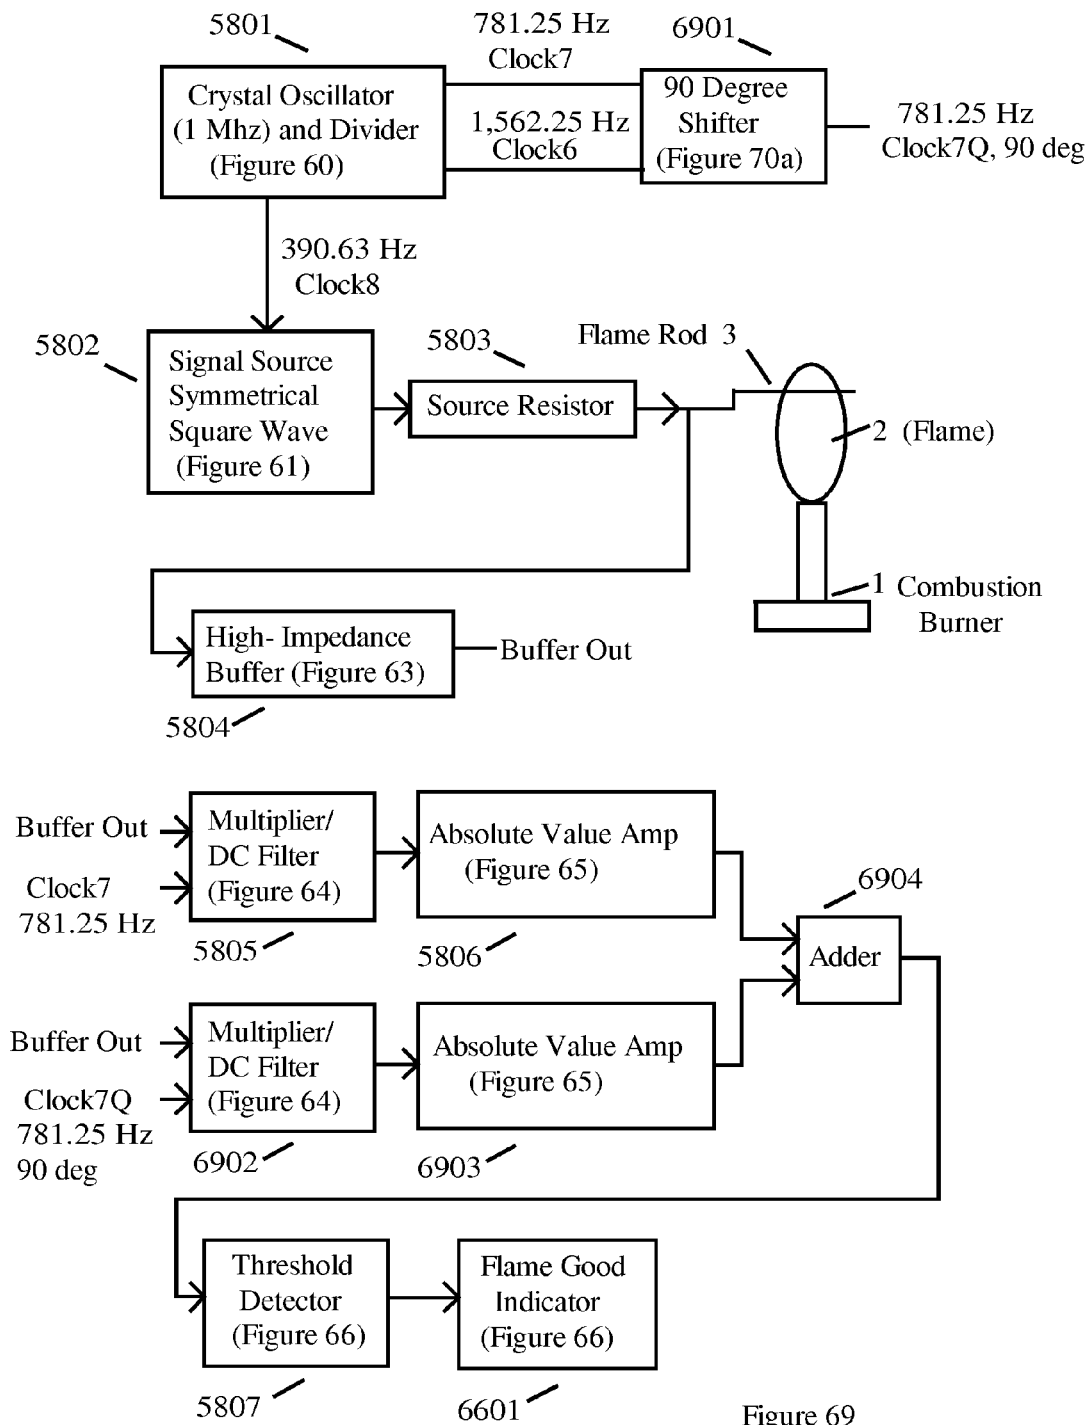 5801
781.25 Hz
Clock7
6901
Crystal Oscillator
(1 Mhz) and Divider
(Figure 60)
1,562.25 Hz
Clock6
90 Degree
Shifter
(Figure 70a)
781.25 Hz
Clock7Q, 90 deg
390.63 Hz
Clock8
5802
Signal Source
Symmetrical
Square Wave
(Figure 61)
5803
Source Resistor
Flame Rod 3
2 (Flame)
1 Combustion
Burner
High- Impedance
Buffer (Figure 63)
Buffer Out
5804
Buffer Out
Clock7
781.25 Hz
Multiplier/
DC Filter
(Figure 64)
5805
Absolute Value Amp
(Figure 65)
5806
6904
Adder
Buffer Out
Clock7Q
781.25 Hz
90 deg
Multiplier/
DC Filter
(Figure 64)
6902
Absolute Value Amp
(Figure 65)
6903
Threshold
Detector
(Figure 66)
5807
Flame Good
Indicator
(Figure 66)
6601
Figure 69